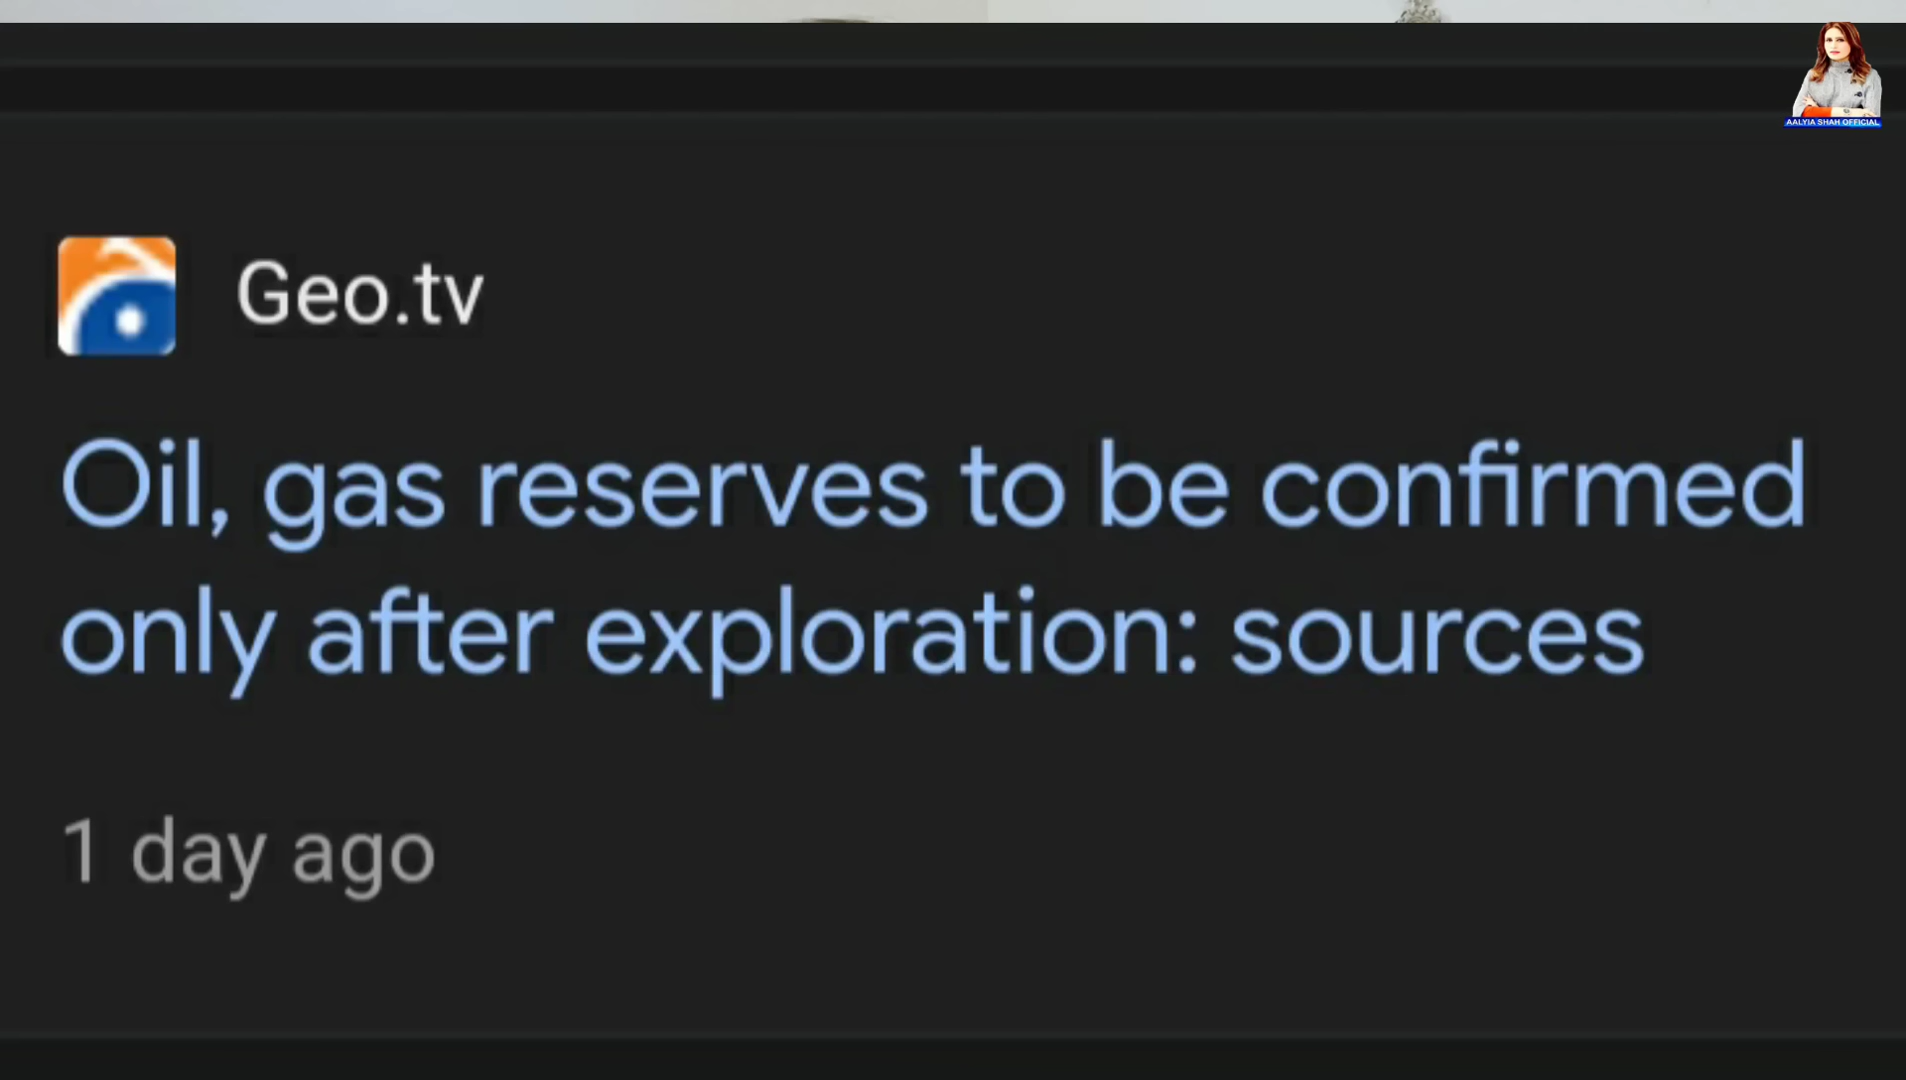 AALYIA SHAH OFFICIAL
Geo.tv
Oil, gas reserves to be confirmed
only after exploration: sources
1 day ago